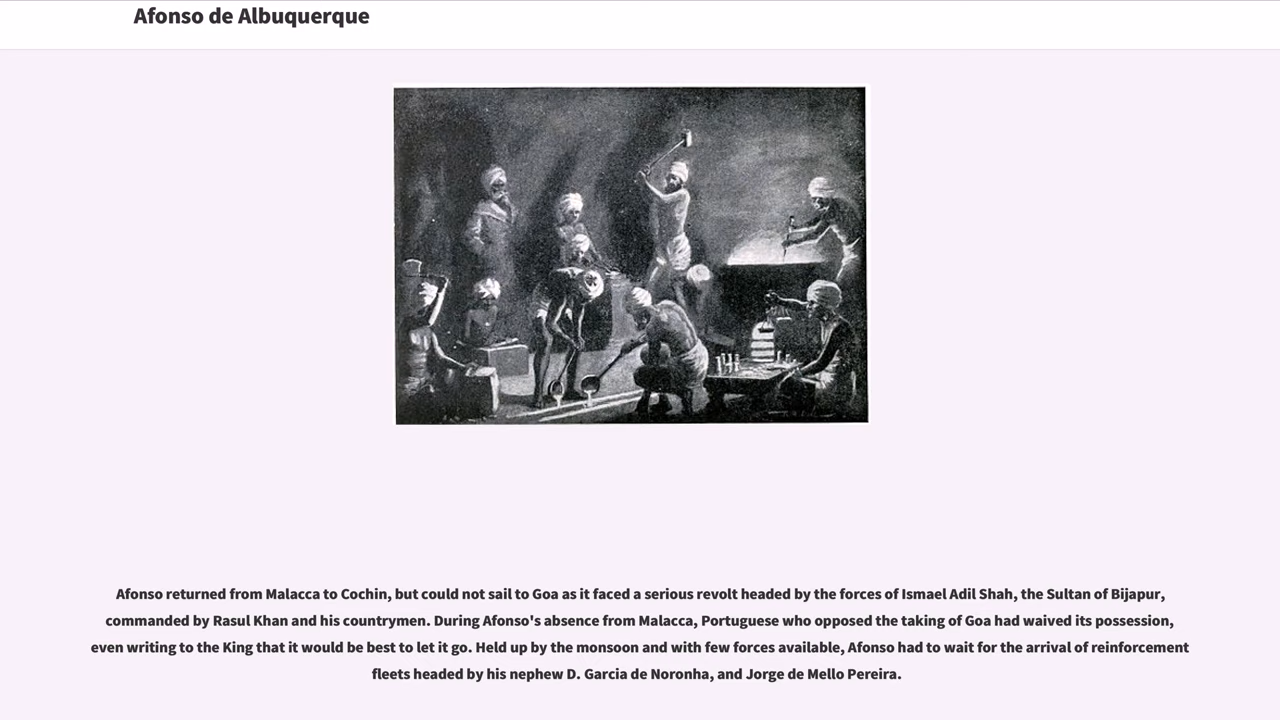 Afonso de Albuquerque
Afonso returned from Malacca to Cochin, but could not sail to Goa as it faced a serious revolt headed by the forces of Ismael Adil Shah, the Sultan of Bijapur,
commanded by Rasul Khan and his countrymen. During Afonso's absence from Malacca, Portuguese who opposed the taking of Goa had waived its possession,
even writing to the King that it would be best to let it go. Held up by the monsoon and with few forces available, Afonso had to wait for the arrival of reinforcement
fleets headed by his nephew D. Garcia de Noronha, and Jorge de Mello Pereira.